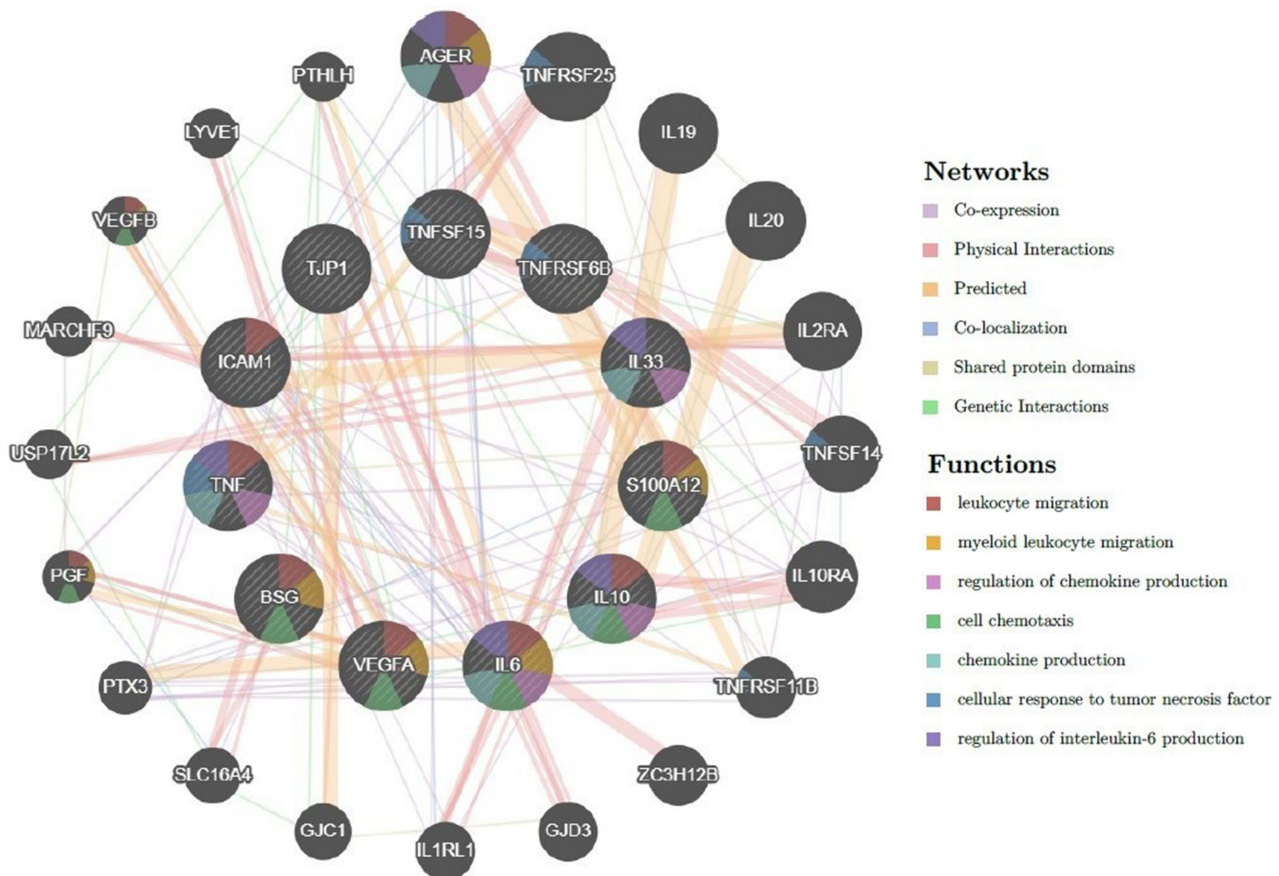 AGER
PTHLH
TNFRSF25
LYVE1
IL19
VEGFB
IL20
TNFSF15
TJP1
TNFRSF6B
MARCHF9
ICAM1
IL33
IL2RA
USP17L2
TNF
S100A12
TNFSF14
PGF
BSG
IL10
IL10RA
VEGFA
IL6
PTX3
TNFRSF11B
SLC16A4
ZC3H12B
GJC1
IL1RL1
GJD3
Networks
Co-expression
Physical Interactions
Predicted
Co-localization
Shared protein domains
Genetic Interactions
Functions
leukocyte migration
myeloid leukocyte migration
regulation of chemokine production
cell chemotaxis
chemokine production
cellular response to tumor necrosis factor
regulation of interleukin-6 production